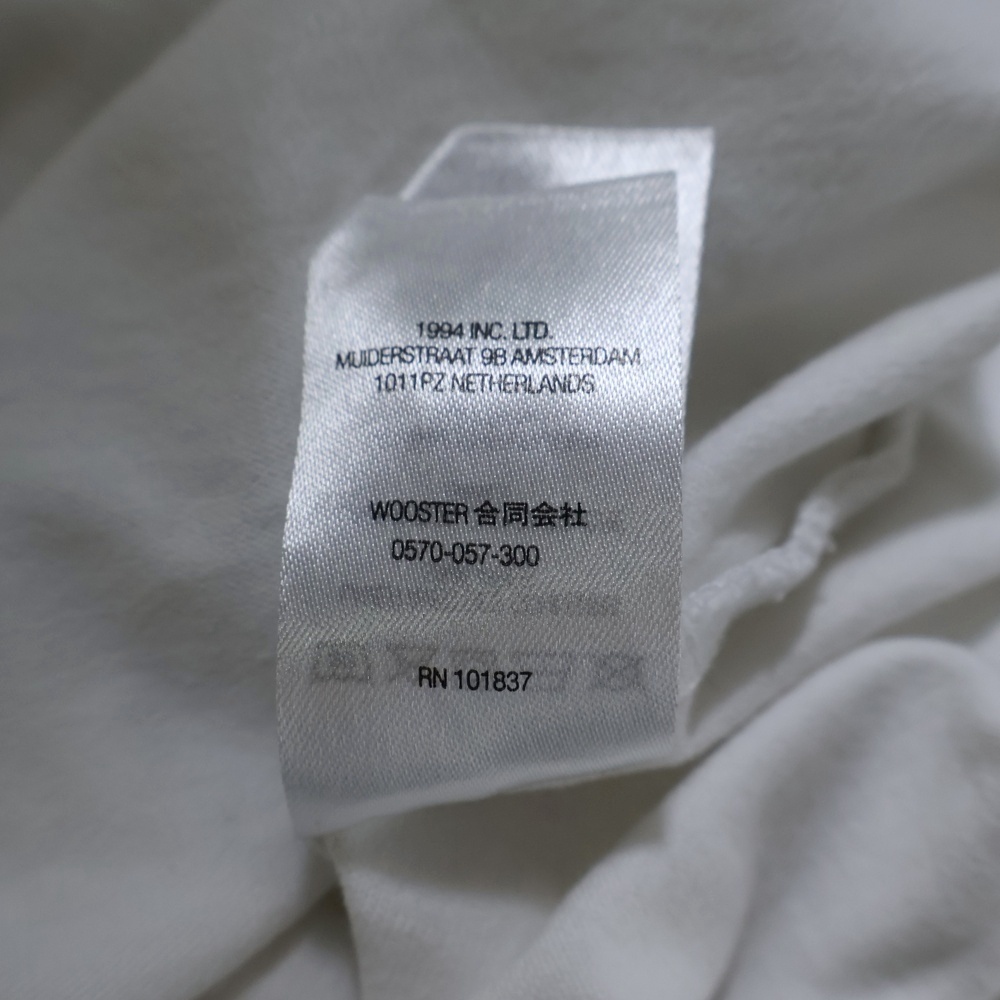 1994 INC. LTD.
MUIDERSTRAAT 9B AMSTERDAM
1011PZ NETHERLANDS
WOOSTER 合同会社
0570-057-300
RN 101837